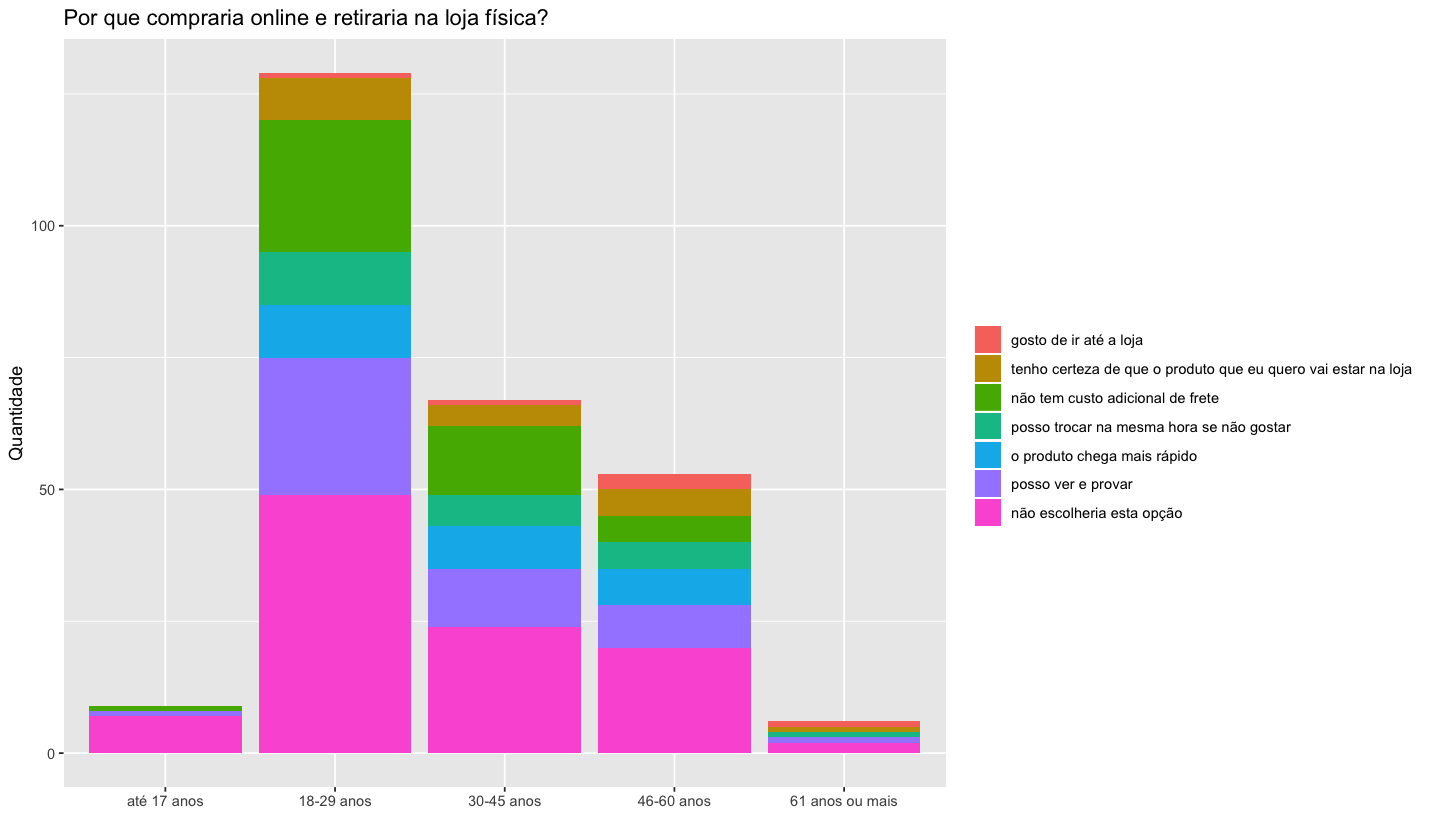 Por que compraria online e retiraria na loja física?
Quantidade
100
50
0
até 17 anos
18-29 anos
30-45 anos
46-60 anos
61 anos ou mais
gosto de ir até a loja
tenho certeza de que o produto que eu quero vai estar na loja
não tem custo adicional de frete
posso trocar na mesma hora se não gostar
o produto chega mais rápido
posso ver e provar
não escolheria esta opção